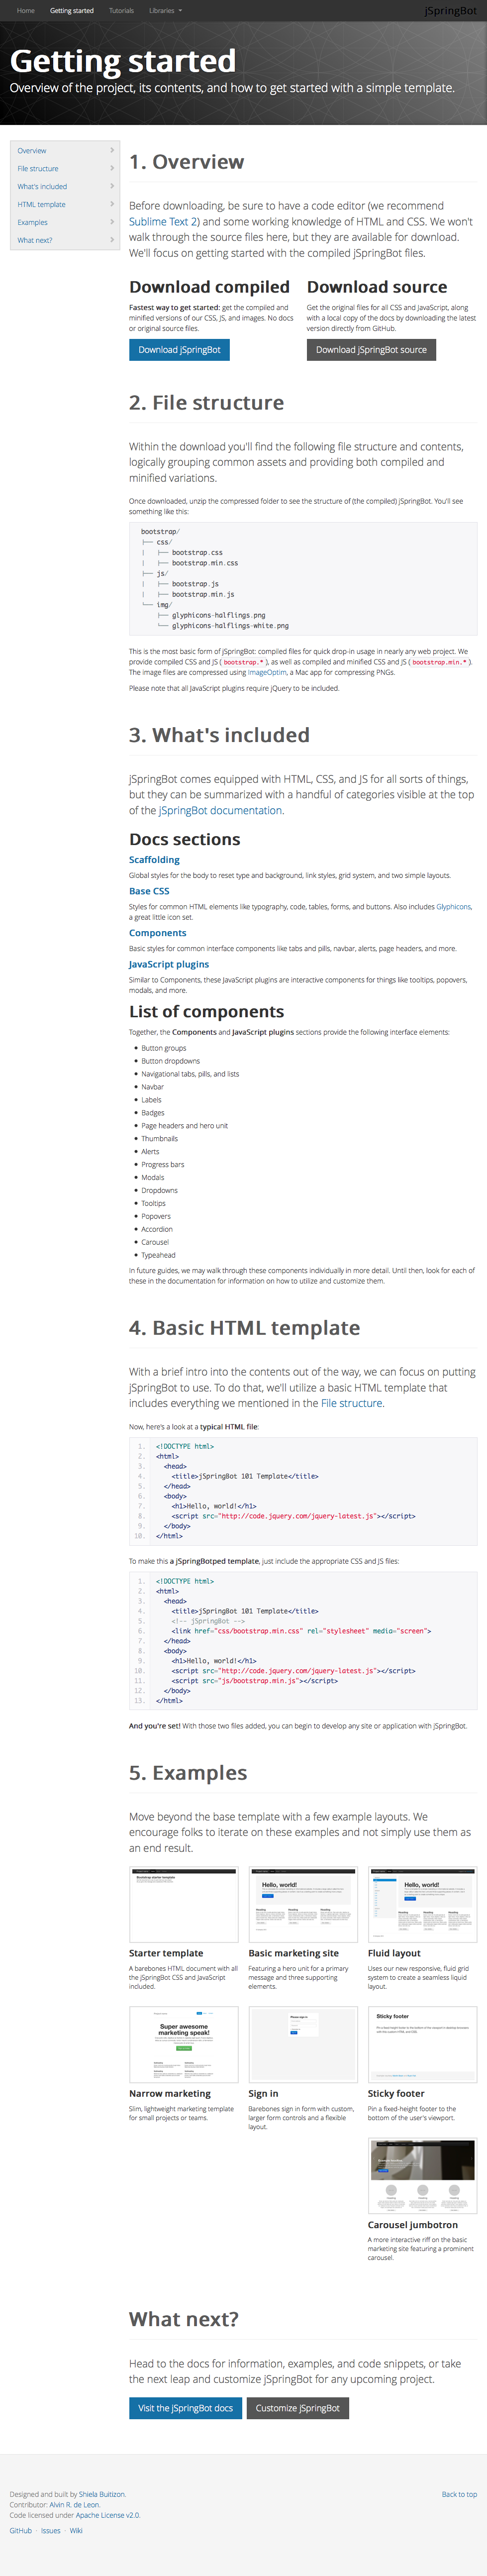 Home Getting started Tutorials Libraries jSpringBot
Getting started
Overview of the project, its contents, and how to get started with a simple template.
Overview
File structure
What's included
HTML template
Examples
What next?
1. Overview
Before downloading, be sure to have a code editor (we recommend
Sublime Text 2) and some working knowledge of HTML and CSS. We won't
walk through the source files here, but they are available for download.
We'll focus on getting started with the compiled jSpringBot files.
Download compiled
Fastest way to get started: get the compiled and
minified versions of our CSS, JS, and images. No docs
or original source files.
Download jSpringBot
Download source
Get the original files for all CSS and JavaScript, along
with a local copy of the docs by downloading the latest
version directly from GitHub.
Download jSpringBot source
2. File structure
Within the download you'll find the following file structure and contents,
logically grouping common assets and providing both compiled and
minified variations.
Once downloaded, unzip the compressed folder to see the structure of (the compiled) jSpringBot. You'll see
something like this:
bootstrap/
├── css/
│   ├── bootstrap.css
│   ├── bootstrap.min.css
├── js/
│   ├── bootstrap.js
│   ├── bootstrap.min.js
└── img/
    ├── glyphicons-halflings.png
    └── glyphicons-halflings-white.png
This is the most basic form of jSpringBot: compiled files for quick drop-in usage in nearly any web project. We
provide compiled CSS and JS (bootstrap.*), as well as compiled and minified CSS and JS (bootstrap.min.*).
The image files are compressed using ImageOptim, a Mac app for compressing PNGs.
Please note that all JavaScript plugins require jQuery to be included.
3. What's included
jSpringBot comes equipped with HTML, CSS, and JS for all sorts of things,
but they can be summarized with a handful of categories visible at the top
of the jSpringBot documentation.
Docs sections
Scaffolding
Global styles for the body to reset type and background, link styles, grid system, and two simple layouts.
Base CSS
Styles for common HTML elements like typography, code, tables, forms, and buttons. Also includes Glyphicons,
a great little icon set.
Components
Basic styles for common interface components like tabs and pills, navbar, alerts, page headers, and more.
JavaScript plugins
Similar to Components, these JavaScript plugins are interactive components for things like tooltips, popovers,
modals, and more.
List of components
Together, the Components and JavaScript plugins sections provide the following interface elements:
• Button groups
• Button dropdowns
• Navigational tabs, pills, and lists
• Navbar
• Labels
• Badges
• Page headers and hero unit
• Thumbnails
• Alerts
• Progress bars
• Modals
• Dropdowns
• Tooltips
• Popovers
• Accordion
• Carousel
• Typeahead
In future guides, we may walk through these components individually in more detail. Until then, look for each of
these in the documentation for information on how to utilize and customize them.
4. Basic HTML template
With a brief intro into the contents out of the way, we can focus on putting
jSpringBot to use. To do that, we'll utilize a basic HTML template that
includes everything we mentioned in the File structure.
Now, here's a look at a typical HTML file:
1. <!DOCTYPE html>
2. <html>
3.   <head>
4.     <title>jSpringBot 101 Template</title>
5.   </head>
6.   <body>
7.     <h1>Hello, world!</h1>
8.     <script src="http://code.jquery.com/jquery-latest.js"></script>
9.   </body>
10. </html>
To make this a jSpringBotped template, just include the appropriate CSS and JS files:
1. <!DOCTYPE html>
2. <html>
3.   <head>
4.     <title>jSpringBot 101 Template</title>
5.     <!-- jSpringBot -->
6.     <link href="css/bootstrap.min.css" rel="stylesheet" media="screen">
7.   </head>
8.   <body>
9.     <h1>Hello, world!</h1>
10.     <script src="http://code.jquery.com/jquery-latest.js"></script>
11.     <script src="js/bootstrap.min.js"></script>
12.   </body>
13. </html>
And you're set! With those two files added, you can begin to develop any site or application with jSpringBot.
5. Examples
Move beyond the base template with a few example layouts. We
encourage folks to iterate on these examples and not simply use them as
an end result.
Bootstrap starter template
Starter template
A barebones HTML document with all
the jSpringBot CSS and JavaScript
included.
Hello, world!
Basic marketing site
Featuring a hero unit for a primary
message and three supporting
elements.
Hello, world!
Fluid layout
Uses our new responsive, fluid grid
system to create a seamless liquid
layout.
Super awesome
marketing speak!
Narrow marketing
Slim, lightweight marketing template
for small projects or teams.
Please sign in
Sign in
Barebones sign in form with custom,
larger form controls and a flexible
layout.
Sticky footer
Sticky footer
Pin a fixed-height footer to the
bottom of the user's viewport.
Carousel jumbotron
A more interactive riff on the basic
marketing site featuring a prominent
carousel.
What next?
Head to the docs for information, examples, and code snippets, or take
the next leap and customize jSpringBot for any upcoming project.
Visit the jSpringBot docs Customize jSpringBot
Designed and built by Shiela Buitizon. Back to top
Contributor: Alvin R. de Leon.
Code licensed under Apache License v2.0.
GitHub · Issues · Wiki